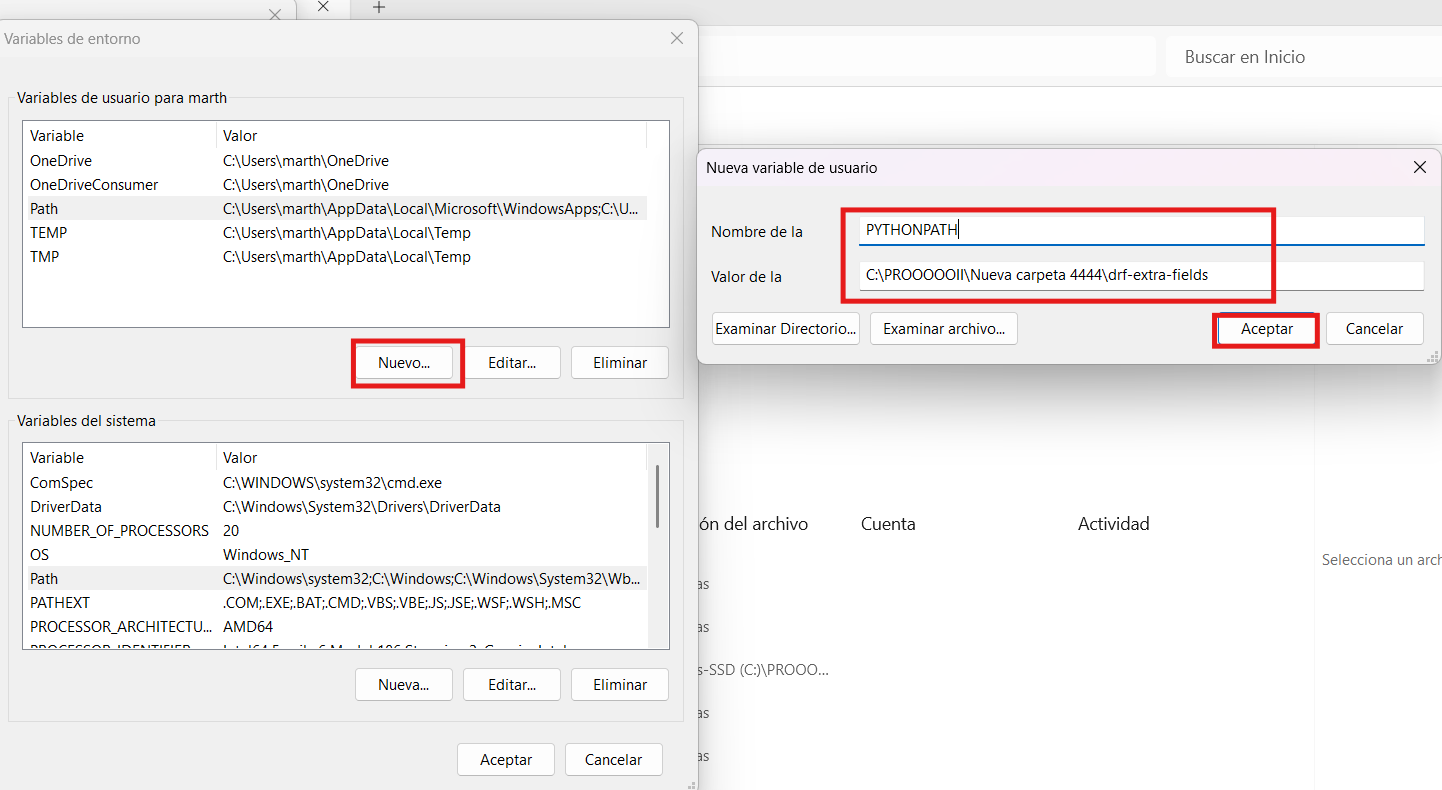 Variables de entorno
Buscar en Inicio
Variables de usuario para marth
Variable Valor
OneDrive C:\Users\marth\OneDrive
OneDriveConsumer C:\Users\marth\OneDrive
Path C:\Users\marth\AppData\Local\Microsoft\WindowsApps;C:\U...
TEMP C:\Users\marth\AppData\Local\Temp
TMP C:\Users\marth\AppData\Local\Temp
Nuevo... Editar... Eliminar
Nueva variable de usuario
Nombre de la PYTHONPATH
Valor de la C:\PROOOOOII\Nueva carpeta 4444\drf-extra-fields
Examinar Directorio... Examinar archivo... Aceptar Cancelar
Variables del sistema
Variable Valor
ComSpec C:\WINDOWS\system32\cmd.exe
DriverData C:\Windows\System32\Drivers\DriverData
NUMBER_OF_PROCESSORS 20
OS Windows_NT
Path C:\Windows\system32;C:\Windows;C:\Windows\System32\Wb...
PATHEXT .COM;.EXE;.BAT;.CMD;.VBS;.VBE;.JS;.JSE;.WSF;.WSH;.MSC
PROCESSOR_ARCHITECTU... AMD64
Nueva... Editar... Eliminar
Aceptar Cancelar
ón del archivo Cuenta Actividad
Selecciona un arch
as
as
s-SSD (C:)\PROOO...
as
as